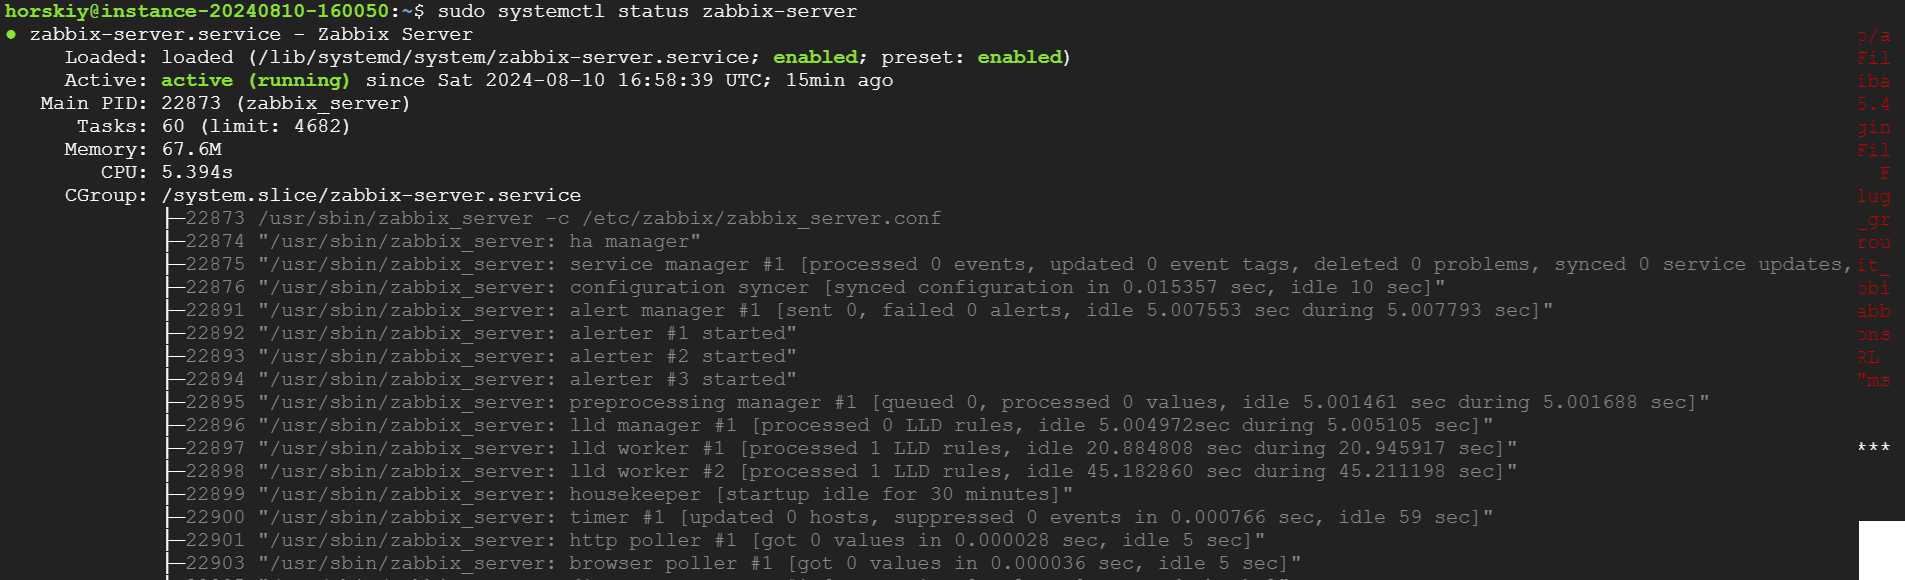 horskiy@instance-20240810-160050:~$ sudo systemctl status zabbix-server
● zabbix-server.service - Zabbix Server
Loaded: loaded (/lib/systemd/system/zabbix-server.service; enabled; preset: enabled)
Active: active (running) since Sat 2024-08-10 16:58:39 UTC; 15min ago
Main PID: 22873 (zabbix_server)
Tasks: 60 (limit: 4682)
Memory: 67.6M
CPU: 5.394s
CGroup: /system.slice/zabbix-server.service
├─22873 /usr/sbin/zabbix_server -c /etc/zabbix/zabbix_server.conf
├─22874 "/usr/sbin/zabbix_server: ha manager"
├─22875 "/usr/sbin/zabbix_server: service manager #1 [processed 0 events, updated 0 event tags, deleted 0 problems, synced 0 service updates,
├─22876 "/usr/sbin/zabbix_server: configuration syncer [synced configuration in 0.015357 sec, idle 10 sec]"
├─22891 "/usr/sbin/zabbix_server: alert manager #1 [sent 0, failed 0 alerts, idle 5.007553 sec during 5.007793 sec]"
├─22892 "/usr/sbin/zabbix_server: alerter #1 started"
├─22893 "/usr/sbin/zabbix_server: alerter #2 started"
├─22894 "/usr/sbin/zabbix_server: alerter #3 started"
├─22895 "/usr/sbin/zabbix_server: preprocessing manager #1 [queued 0, processed 0 values, idle 5.001461 sec during 5.001688 sec]"
├─22896 "/usr/sbin/zabbix_server: lld manager #1 [processed 0 LLD rules, idle 5.004972sec during 5.005105 sec]"
├─22897 "/usr/sbin/zabbix_server: lld worker #1 [processed 1 LLD rules, idle 20.884808 sec during 20.945917 sec]"
├─22898 "/usr/sbin/zabbix_server: lld worker #2 [processed 1 LLD rules, idle 45.182860 sec during 45.211198 sec]"
├─22899 "/usr/sbin/zabbix_server: housekeeper [startup idle for 30 minutes]"
├─22900 "/usr/sbin/zabbix_server: timer #1 [updated 0 hosts, suppressed 0 events in 0.000766 sec, idle 59 sec]"
├─22901 "/usr/sbin/zabbix_server: http poller #1 [got 0 values in 0.000028 sec, idle 5 sec]"
├─22903 "/usr/sbin/zabbix_server: browser poller #1 [got 0 values in 0.000036 sec, idle 5 sec]"
/a
Fil
iba
5.4
gin
Fil
F
lug
_gr
rou
it_
obi
abb
ons
RL
"ms
***